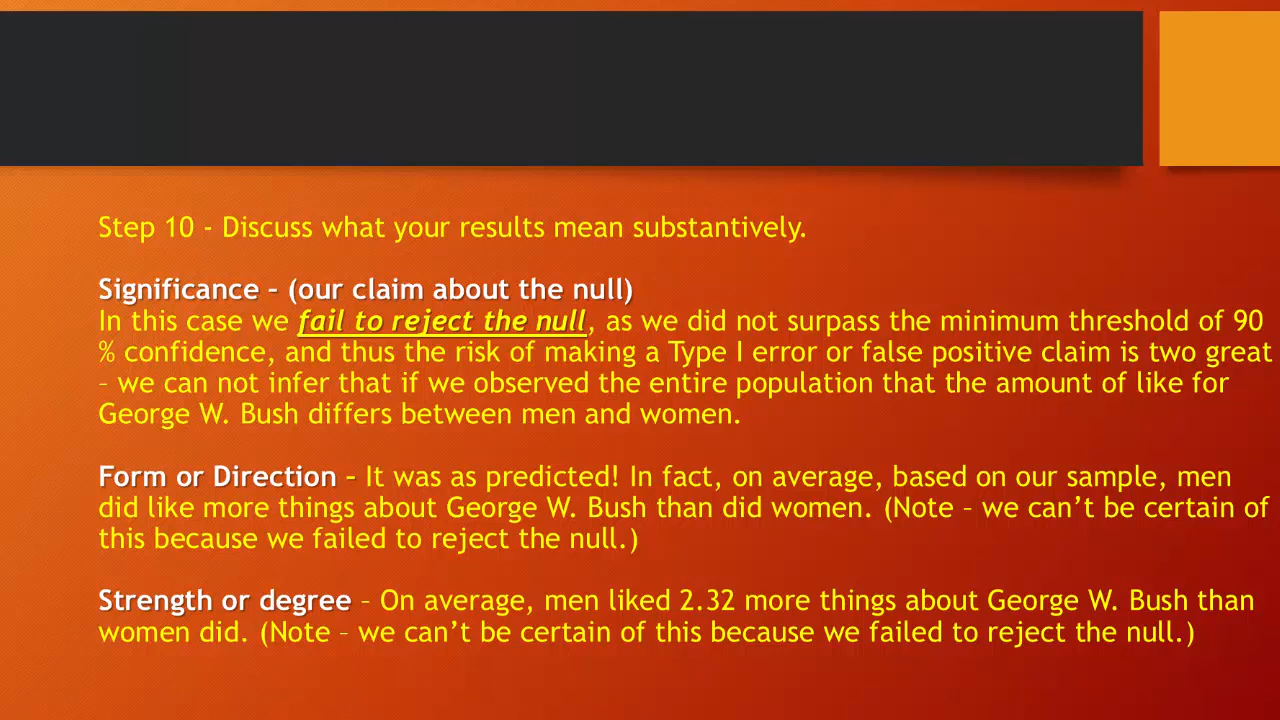 Step 10 - Discuss what your results mean substantively.
Significance – (our claim about the null)
In this case we fail to reject the null, as we did not surpass the minimum threshold of 90
% confidence, and thus the risk of making a Type I error or false positive claim is two great
– we can not infer that if we observed the entire population that the amount of like for
George W. Bush differs between men and women.
Form or Direction – It was as predicted! In fact, on average, based on our sample, men
did like more things about George W. Bush than did women. (Note – we can’t be certain of
this because we failed to reject the null.)
Strength or degree – On average, men liked 2.32 more things about George W. Bush than
women did. (Note – we can’t be certain of this because we failed to reject the null.)